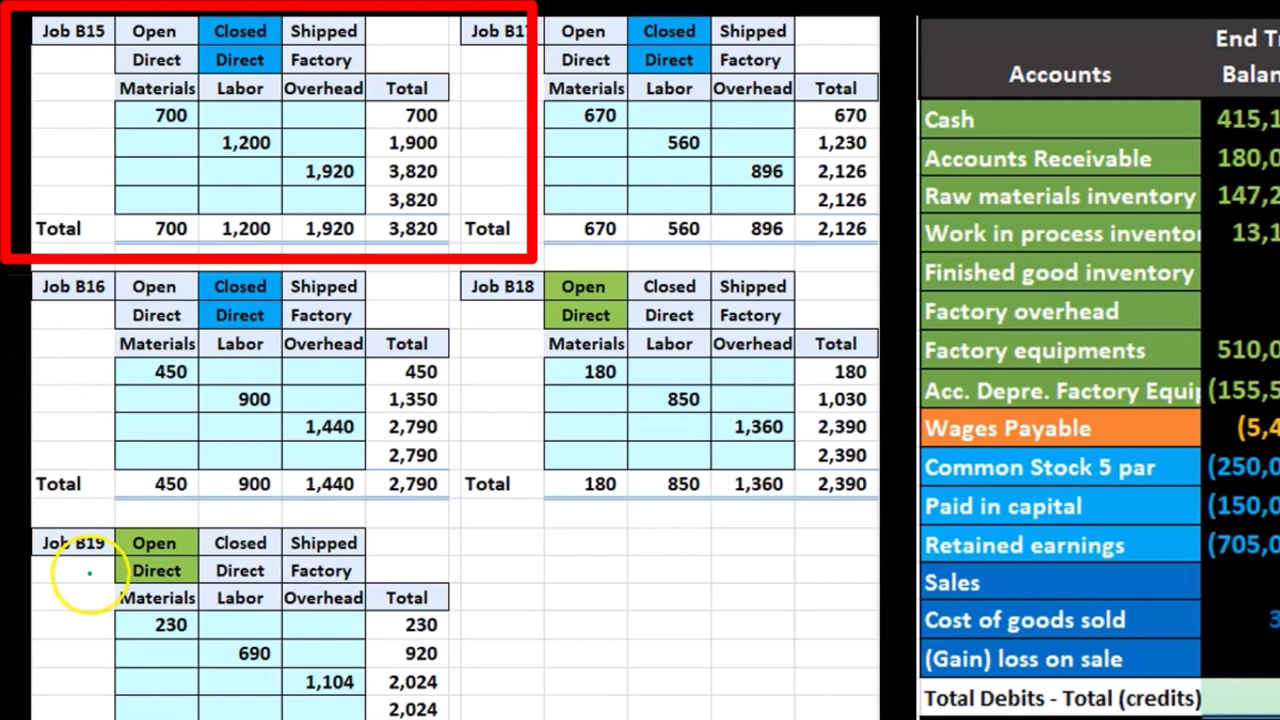 Job B15 Open Closed Shipped
Direct Direct Factory
Materials Labor Overhead Total
700 700
1,200 1,900
1,920 3,820
3,820
Total 700 1,200 1,920 3,820
Job B17 Open Closed Shipped
Direct Direct Factory
Materials Labor Overhead Total
670 670
560 1,230
896 2,126
2,126
Total 670 560 896 2,126
Job B16 Open Closed Shipped
Direct Direct Factory
Materials Labor Overhead Total
450 450
900 1,350
1,440 2,790
2,790
Total 450 900 1,440 2,790
Job B18 Open Closed Shipped
Direct Direct Factory
Materials Labor Overhead Total
180 180
850 1,030
1,360 2,390
2,390
Total 180 850 1,360 2,390
Job B19 Open Closed Shipped
Direct Direct Factory
Materials Labor Overhead Total
230 230
690 920
1,104 2,024
2,024
End
Accounts
Cash
Accounts Receivable
Raw materials inventory
Work in process
Finished good inventory
Factory overhead
Factory equipments
Acc. Depre. Factory
Wages Payable
Common Stock 5 par
Paid in capital
Retained earnings
Sales
Cost of goods sold
(Gain) loss on sale
Total Debits - Total (credits)